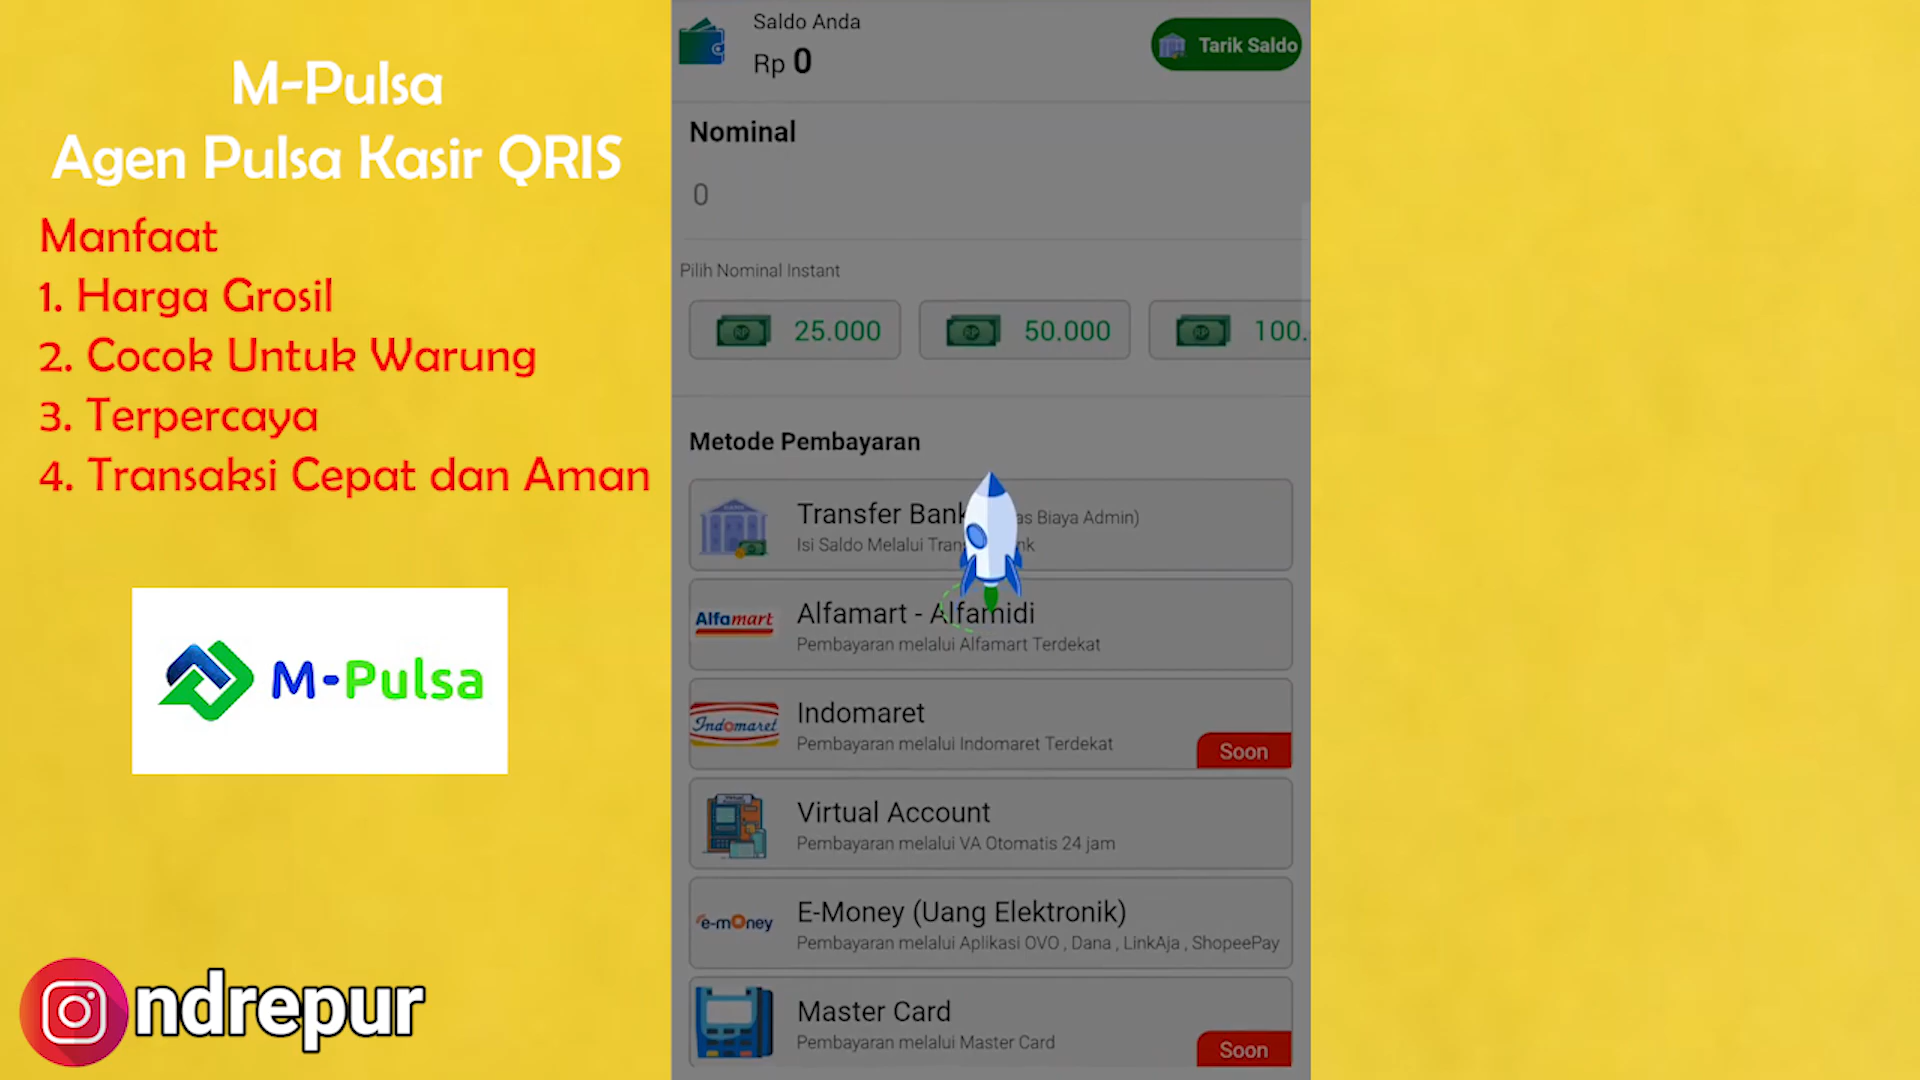 M-Pulsa
Agen Pulsa Kasir QRIS
Manfaat
1. Harga Grosil
2. Cocok Untuk Warung
3. Terpercaya
4. Transaksi Cepat dan Aman
M-Pulsa
ndrepur
Saldo Anda
Rp 0
Tarik Saldo
Nominal
0
Pilih Nominal Instant
25.000
50.000
100.
Metode Pembayaran
Transfer Bank as Biaya Admin)
Isi Saldo Melalui
Alfamart
Alfamart - Alfamidi
Pembayaran melalui Alfamart Terdekat
Indomaret
Indomaret
Pembayaran melalui Indomaret Terdekat
Soon
Virtual Account
Pembayaran melalui VA Otomatis 24 jam
e-money
E-Money (Uang Elektronik)
Pembayaran melalui Aplikasi OVO , Dana , LinkAja , ShopeePay
Master Card
Pembayaran melalui Master Card
Soon